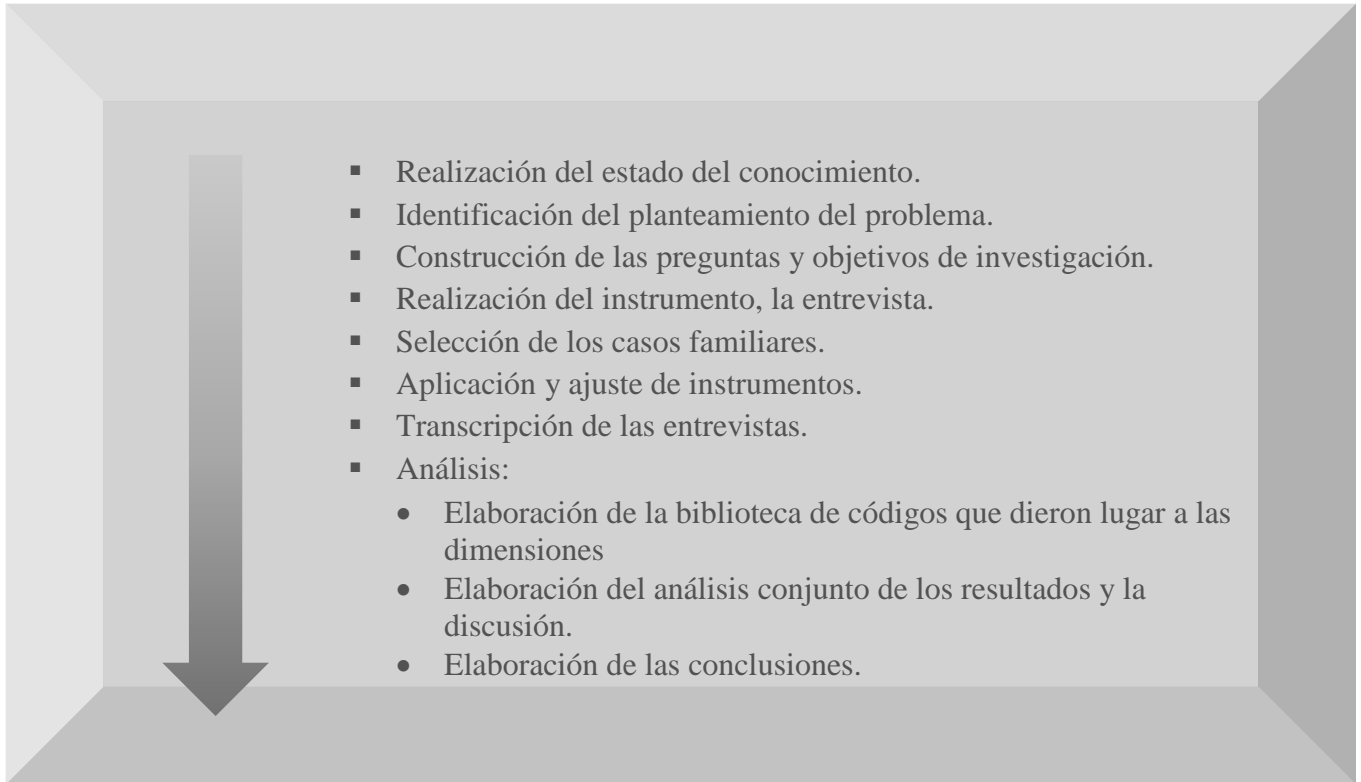 ▪ Realización del estado del conocimiento.
▪ Identificación del planteamiento del problema.
▪ Construcción de las preguntas y objetivos de investigación.
▪ Realización del instrumento, la entrevista.
▪ Selección de los casos familiares.
▪ Aplicación y ajuste de instrumentos.
▪ Transcripción de las entrevistas.
▪ Análisis:
• Elaboración de la biblioteca de códigos que dieron lugar a las
dimensiones
• Elaboración del análisis conjunto de los resultados y la
discusión.
• Elaboración de las conclusiones.